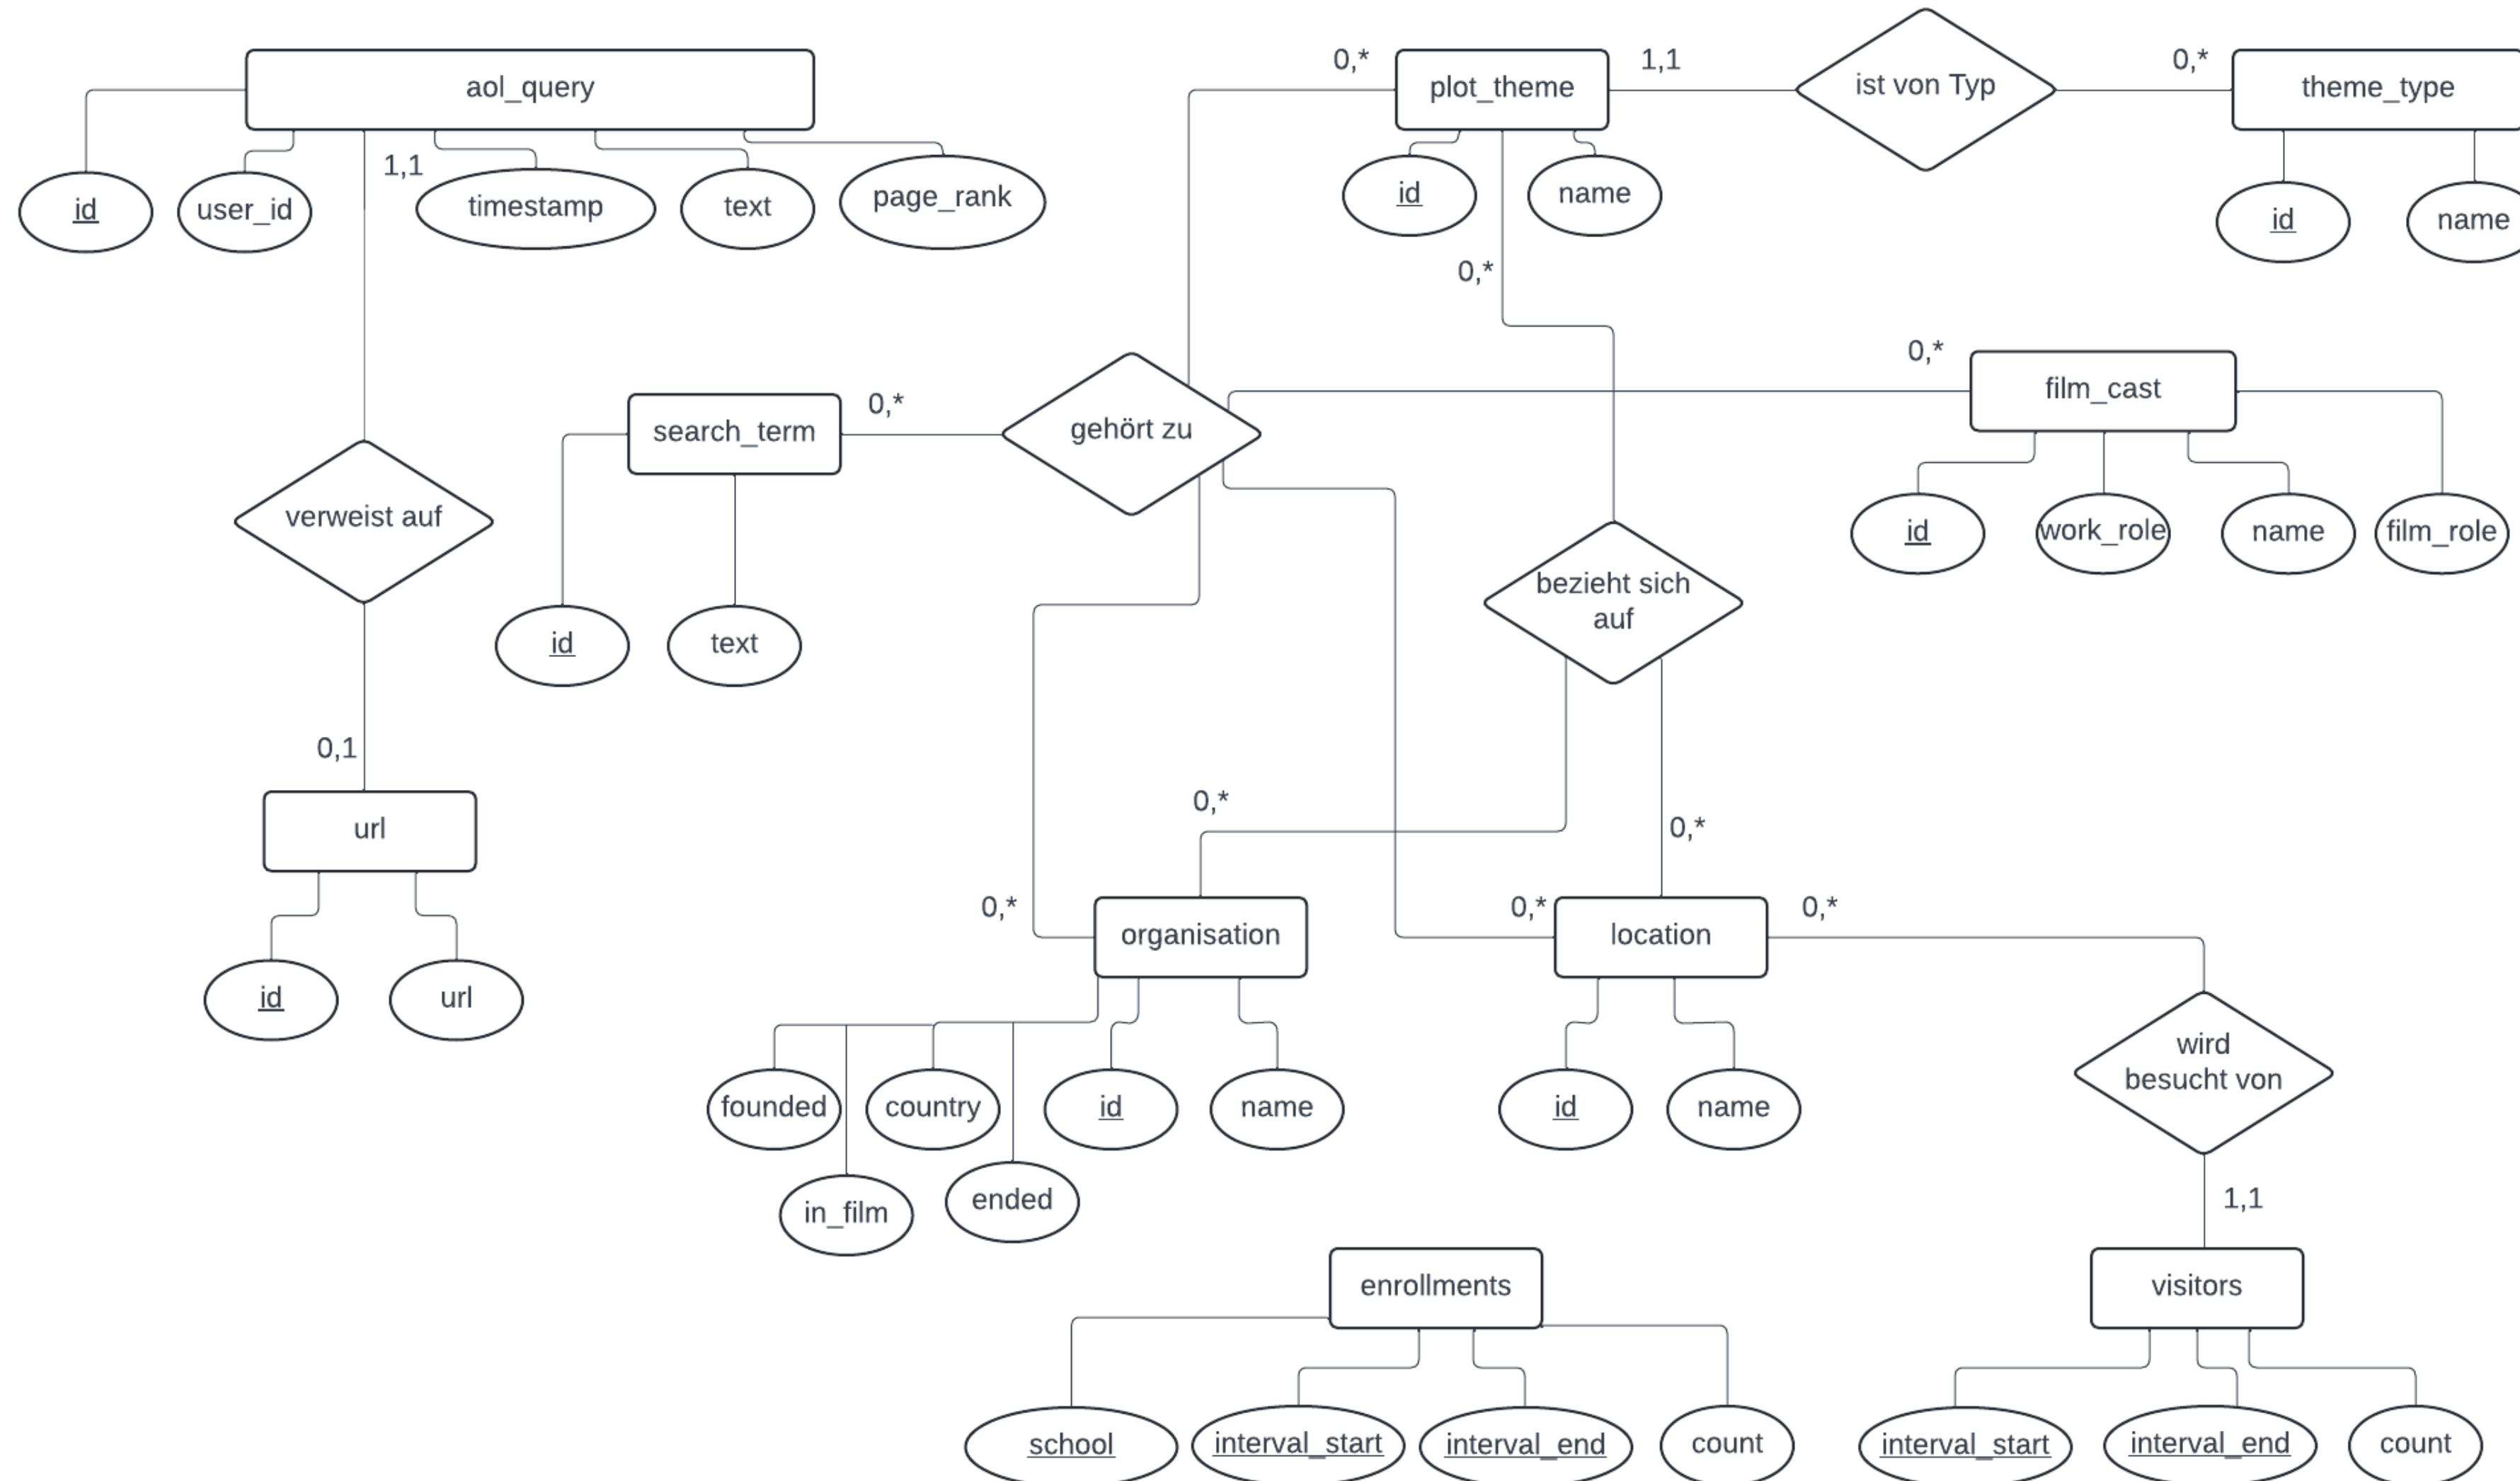 aol_query
id
user_id
1,1
timestamp
text
page_rank
0,*
plot_theme
1,1
ist von Typ
0,*
theme_type
id
name
id
name
0,*
search_term
0,*
gehört zu
0,*
film_cast
id
text
id
work_role
name
film_role
verweist auf
0,1
url
id
url
bezieht sich
auf
0,*
0,*
0,*
organisation
0,*
location
0,*
founded
country
id
name
in_film
ended
id
name
wird
besucht von
1,1
enrollments
visitors
school
interval_start
interval_end
count
interval_start
interval_end
count